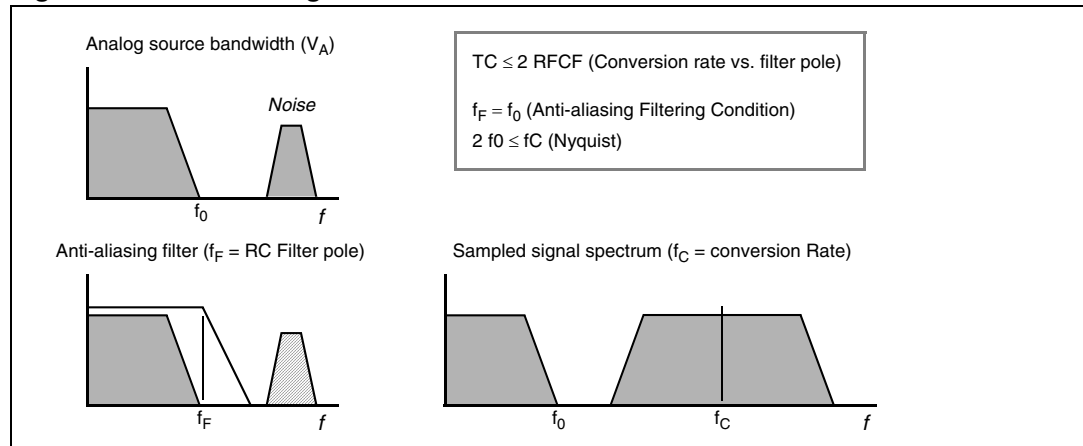 Analog source bandwidth (VA)
Noise
f0
f
TC ≤ 2 RFCF (Conversion rate vs. filter pole)
fF = f0 (Anti-aliasing Filtering Condition)
2 f0 ≤ fC (Nyquist)
Anti-aliasing filter (fF = RC Filter pole)
fF
f
Sampled signal spectrum (fC = conversion Rate)
f0
fC
f